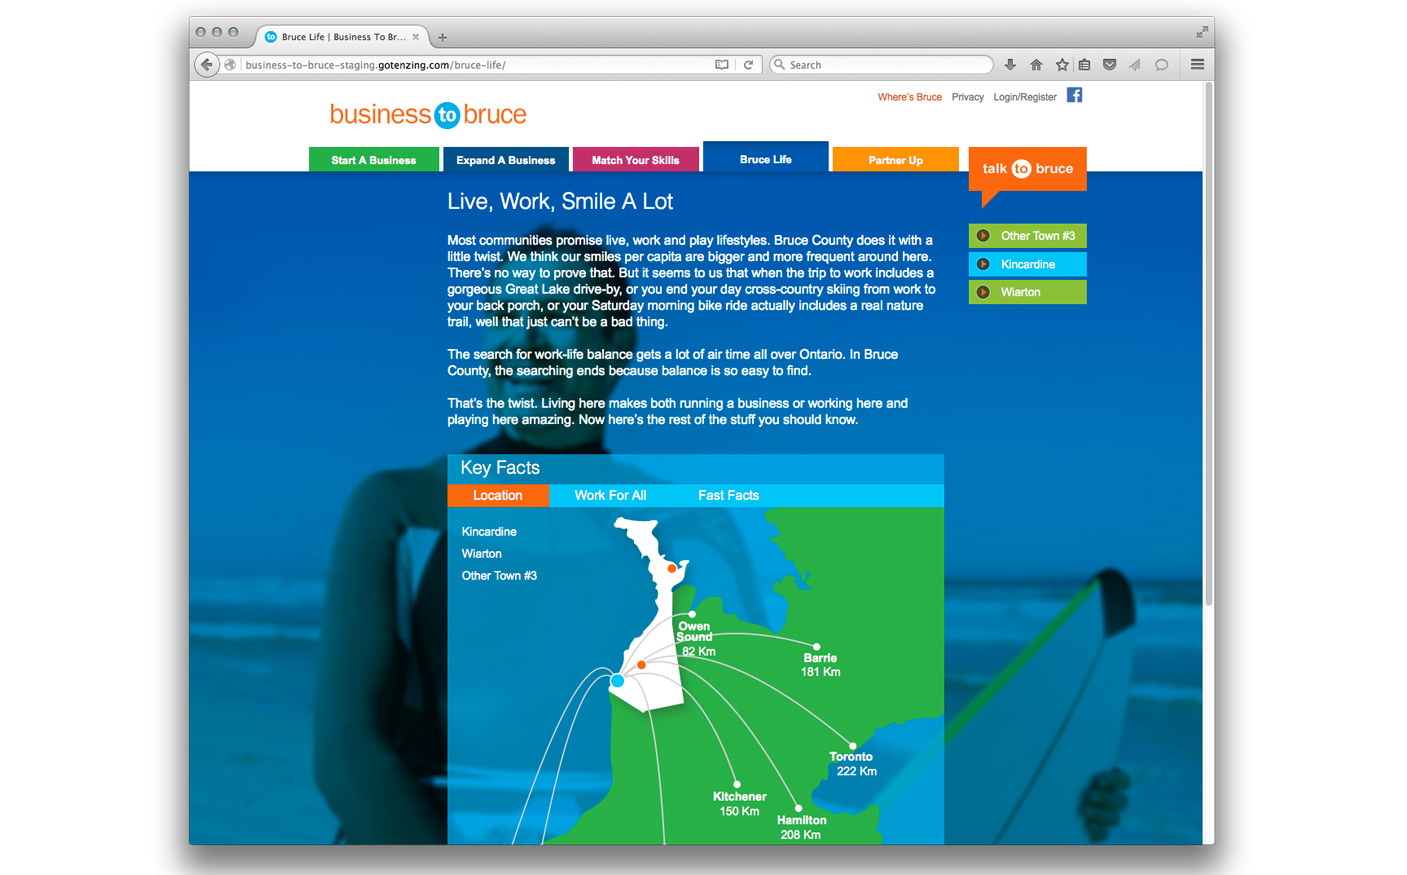 Bruce Life | Business To Br...
business-to-bruce-staging.gotenzing.com/bruce-life/
Search
Where's Bruce Privacy Login/Register
business to bruce
Start A Business
Expand A Business
Match Your Skills
Bruce Life
Partner Up
talk to bruce
Live, Work, Smile A Lot
Most communities promise live, work and play lifestyles. Bruce County does it with a
little twist. We think our smiles per capita are bigger and more frequent around here.
There's no way to prove that. But it seems to us that when the trip to work includes a
gorgeous Great Lake drive-by, or you end your day cross-country skiing from work to
your back porch, or your Saturday morning bike ride actually includes a real nature
trail, well that just can't be a bad thing.
The search for work-life balance gets a lot of air time all over Ontario. In Bruce
County, the searching ends because balance is so easy to find.
That's the twist. Living here makes both running a business or working here and
playing here amazing. Now here's the rest of the stuff you should know.
Other Town #3
Kincardine
Wiarton
Key Facts
Location
Work For All
Fast Facts
Kincardine
Wiarton
Other Town #3
Owen
Sound
82 Km
Barrie
181 Km
Toronto
222 Km
Kitchener
150 Km
Hamilton
208 Km